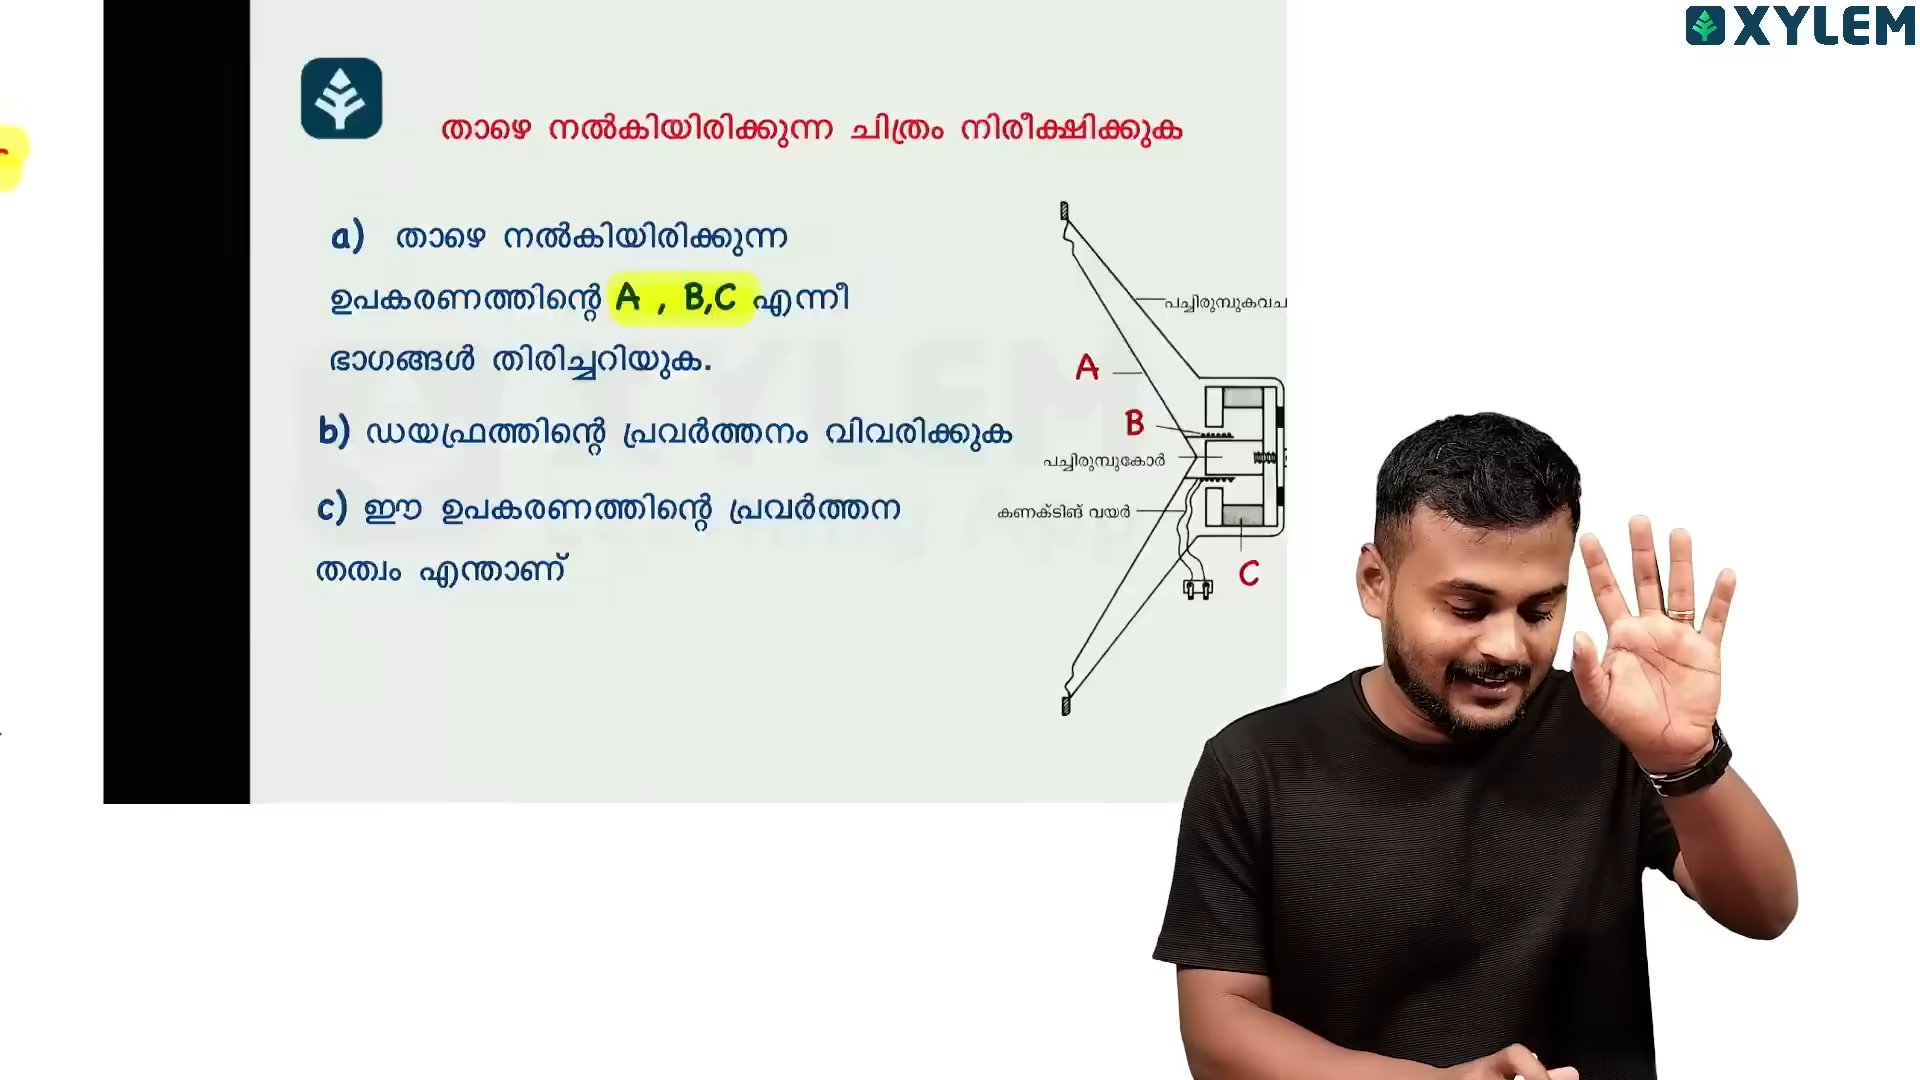 XYLEM
താഴെ നൽകിയിരിക്കുന്ന ചിത്രം നിരീക്ഷിക്കുക
a) താഴെ നൽകിയിരിക്കുന്ന
ഉപകരണത്തിന്റെ A , B,C എന്നീ
ഭാഗങ്ങൾ തിരിച്ചറിയുക.
b) ഡയഫ്രത്തിന്റെ പ്രവർത്തനം വിവരിക്കുക
c) ഈ ഉപകരണത്തിന്റെ പ്രവർത്തന
തത്വം എന്താണ്
പച്ചിരുമ്പുകവച
A
B
പച്ചിരുമ്പുകോർ
കണക്ടിങ് വയർ
C